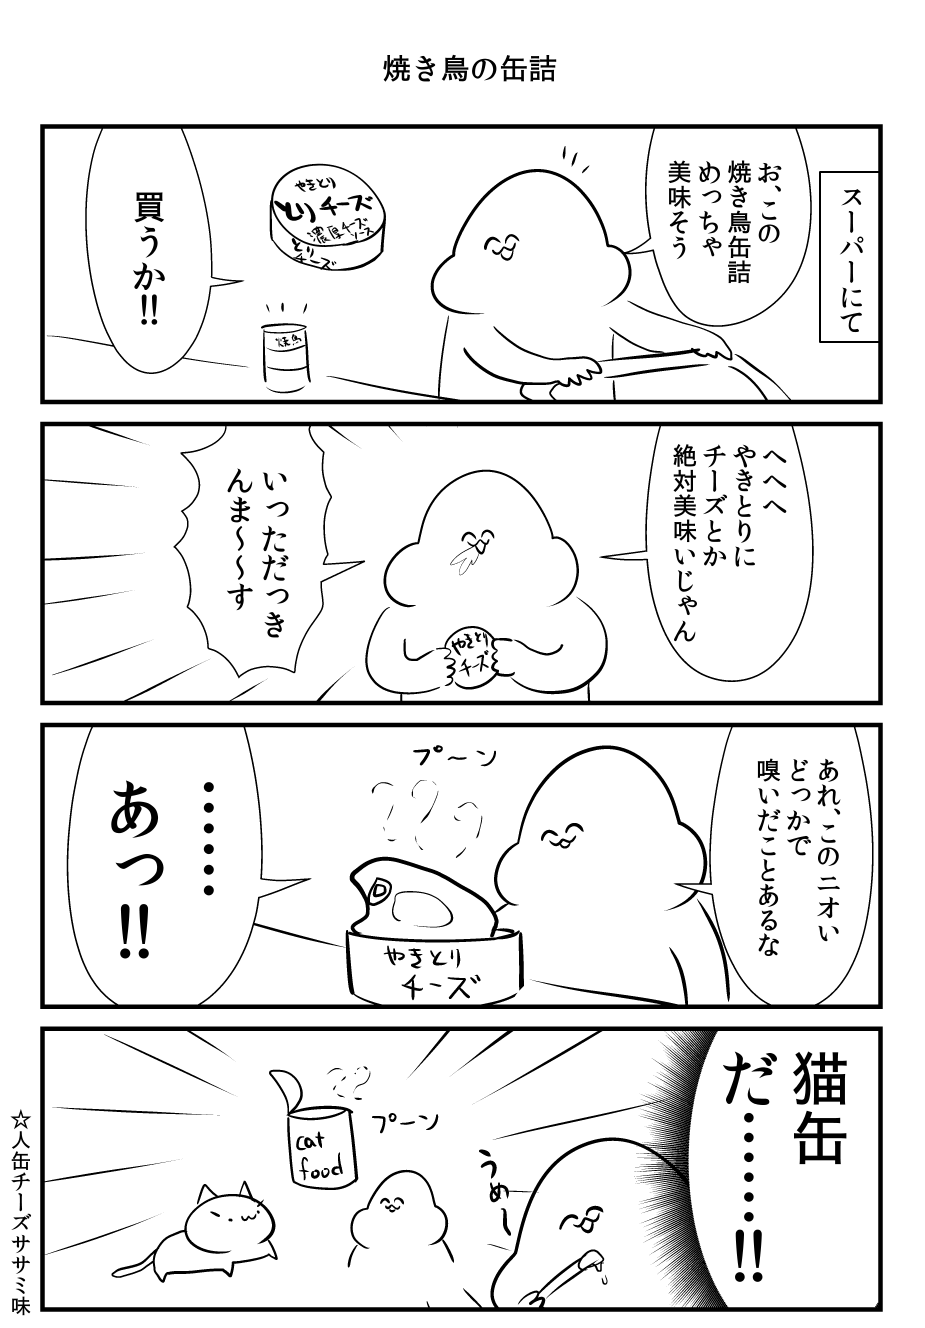 焼き鳥の缶詰
スーパーにて
お、この
焼き鳥缶詰
めっちゃ
美味そう
やきとり
とりチーズ
濃厚チーズ
ソース
とり
チーズ
焼鳥
買うか!!
へへへ
やきとりに
チーズとか
絶対美味いじゃん
やきとり
チーズ
いっただっき
んま〜〜す
あれ、このニオい
どっかで
嗅いだことあるな
プ〜ン
やきとり
チーズ
………
あっ!!
猫缶
だ………!!
うめー
プーン
cat
food
☆人缶チーズササミ味